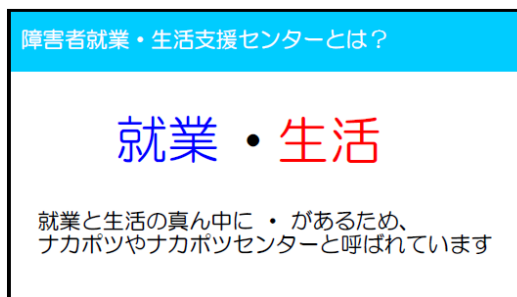 障害者就業・生活支援センターとは?
就業・生活
就業と生活の真ん中に ・ があるため、
ナカポツやナカポツセンターと呼ばれています